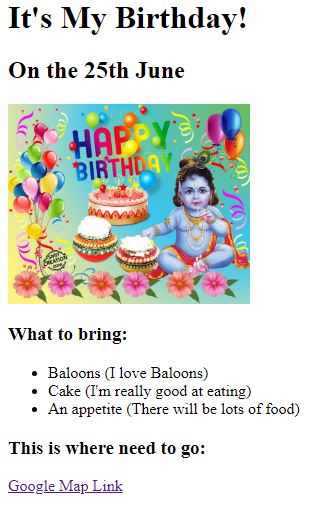 It's My Birthday!
On the 25th June
HAPPY
BIRTHDAY
What to bring:
Baloons (I love Baloons)
Cake (I'm really good at eating)
An appetite (There will be lots of food)
This is where need to go:
Google Map Link